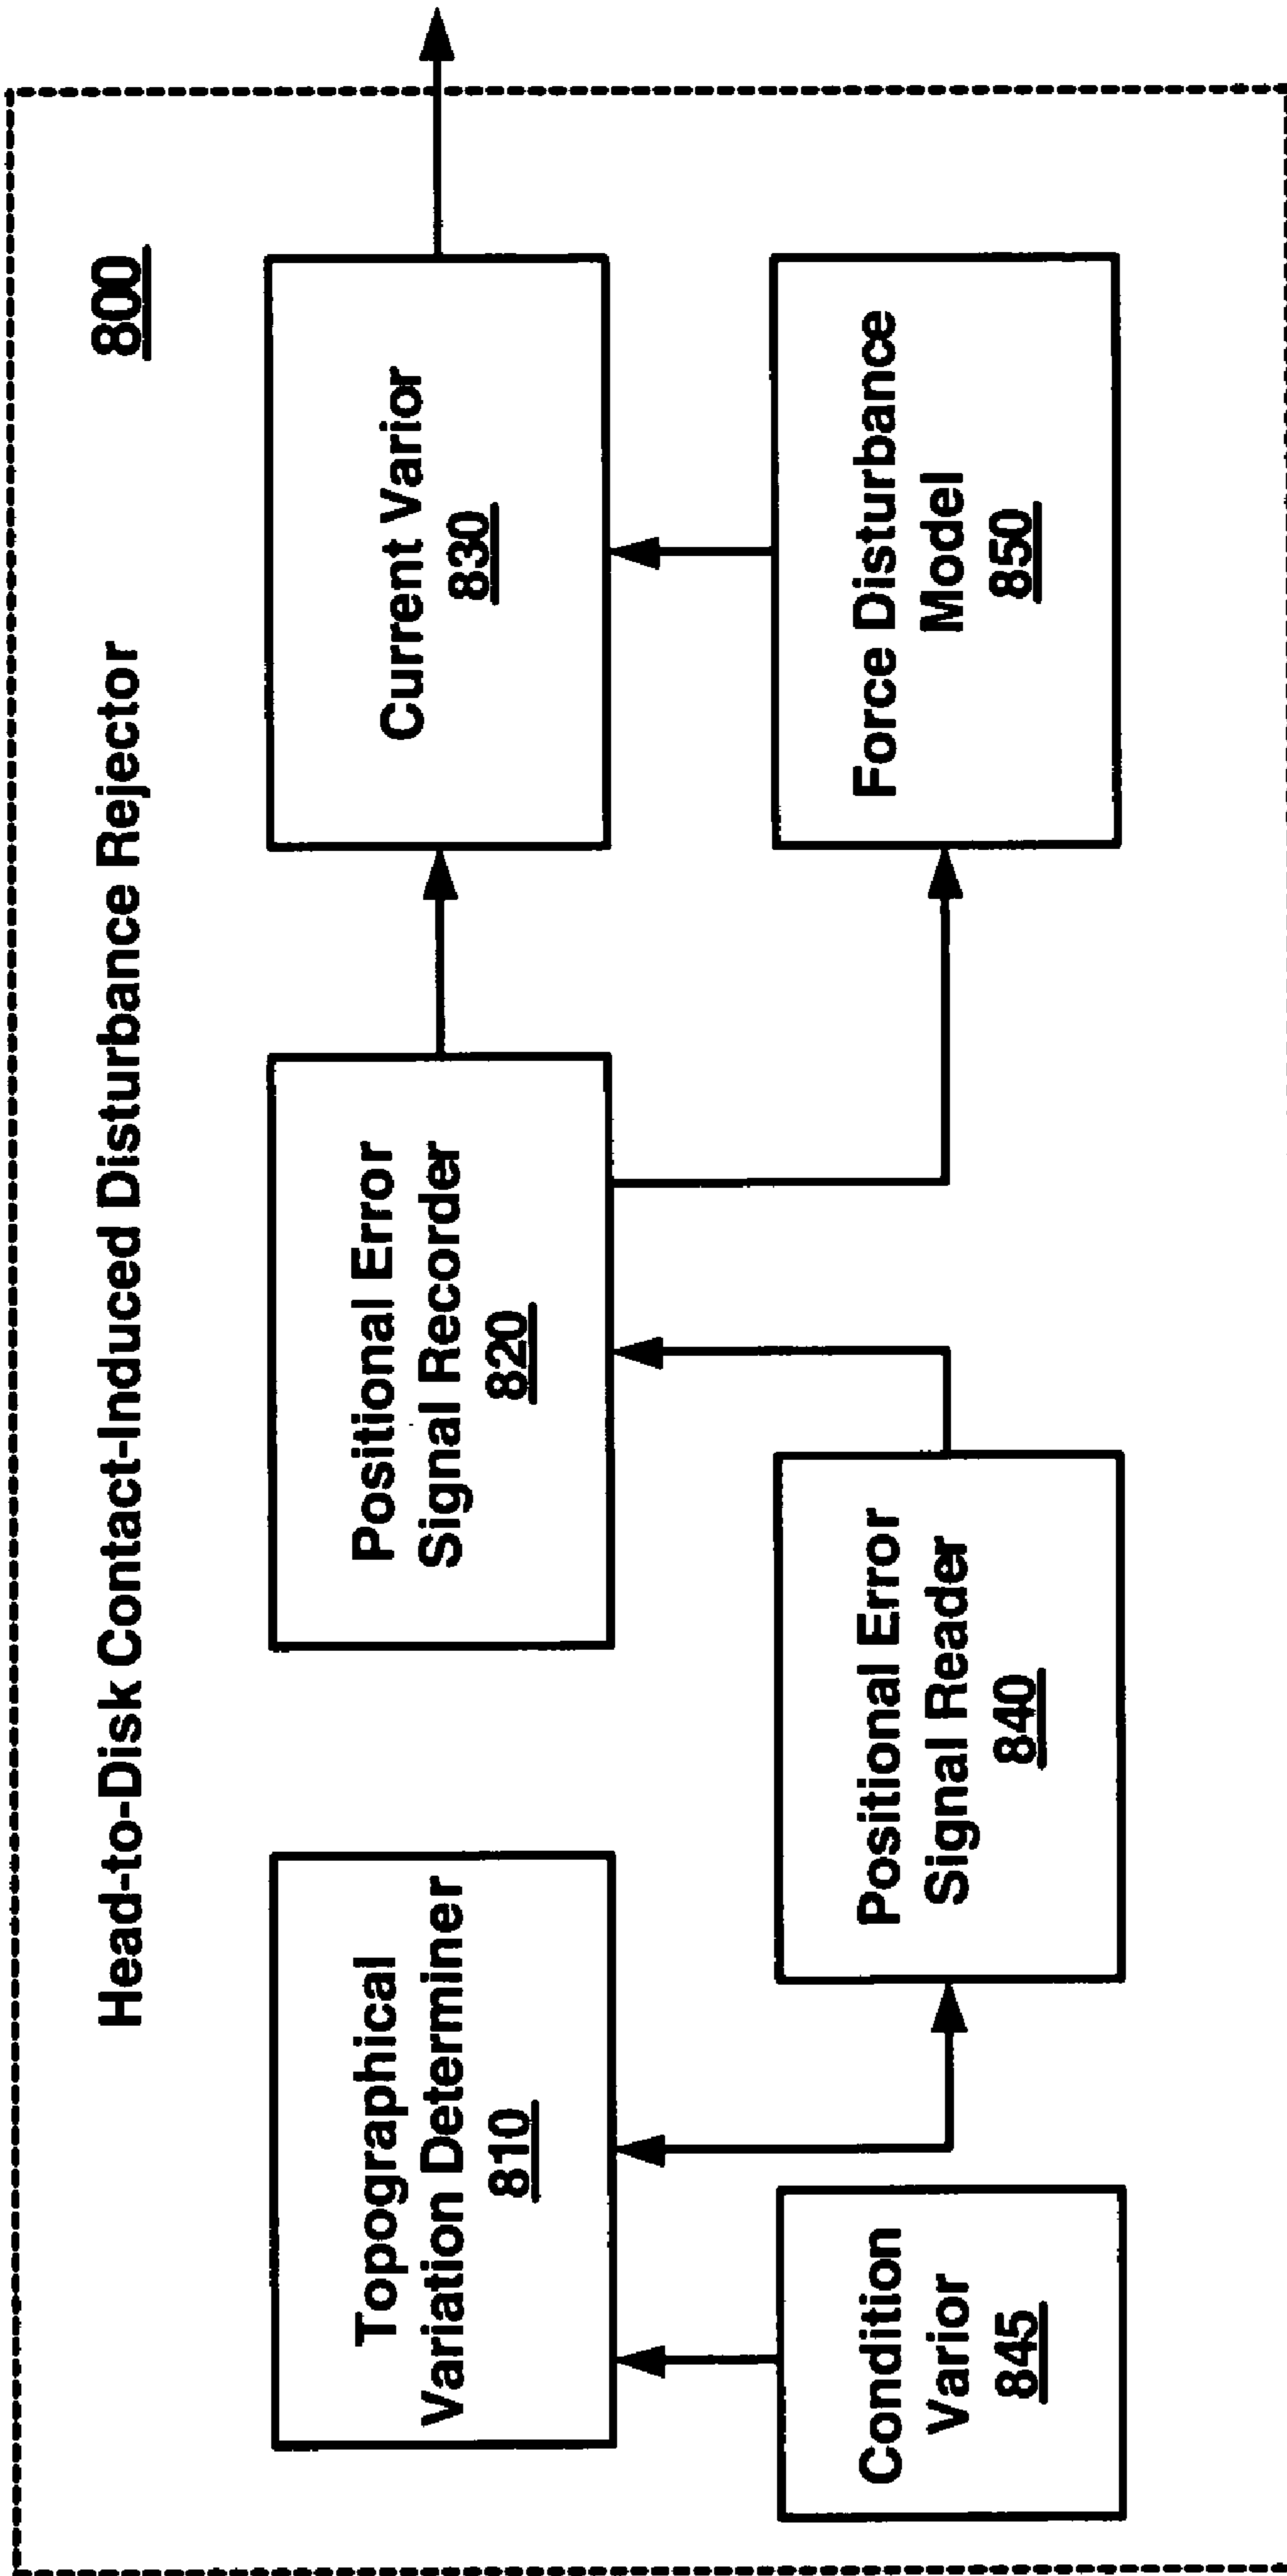 Head-to-Disk Contact-Induced Disturbance Rejector
800
Topographical
Variation Determiner
810
Positional Error
Signal Recorder
820
Current Varior
830
Condition
Varior
845
Positional Error
Signal Reader
840
Force Disturbance
Model
850